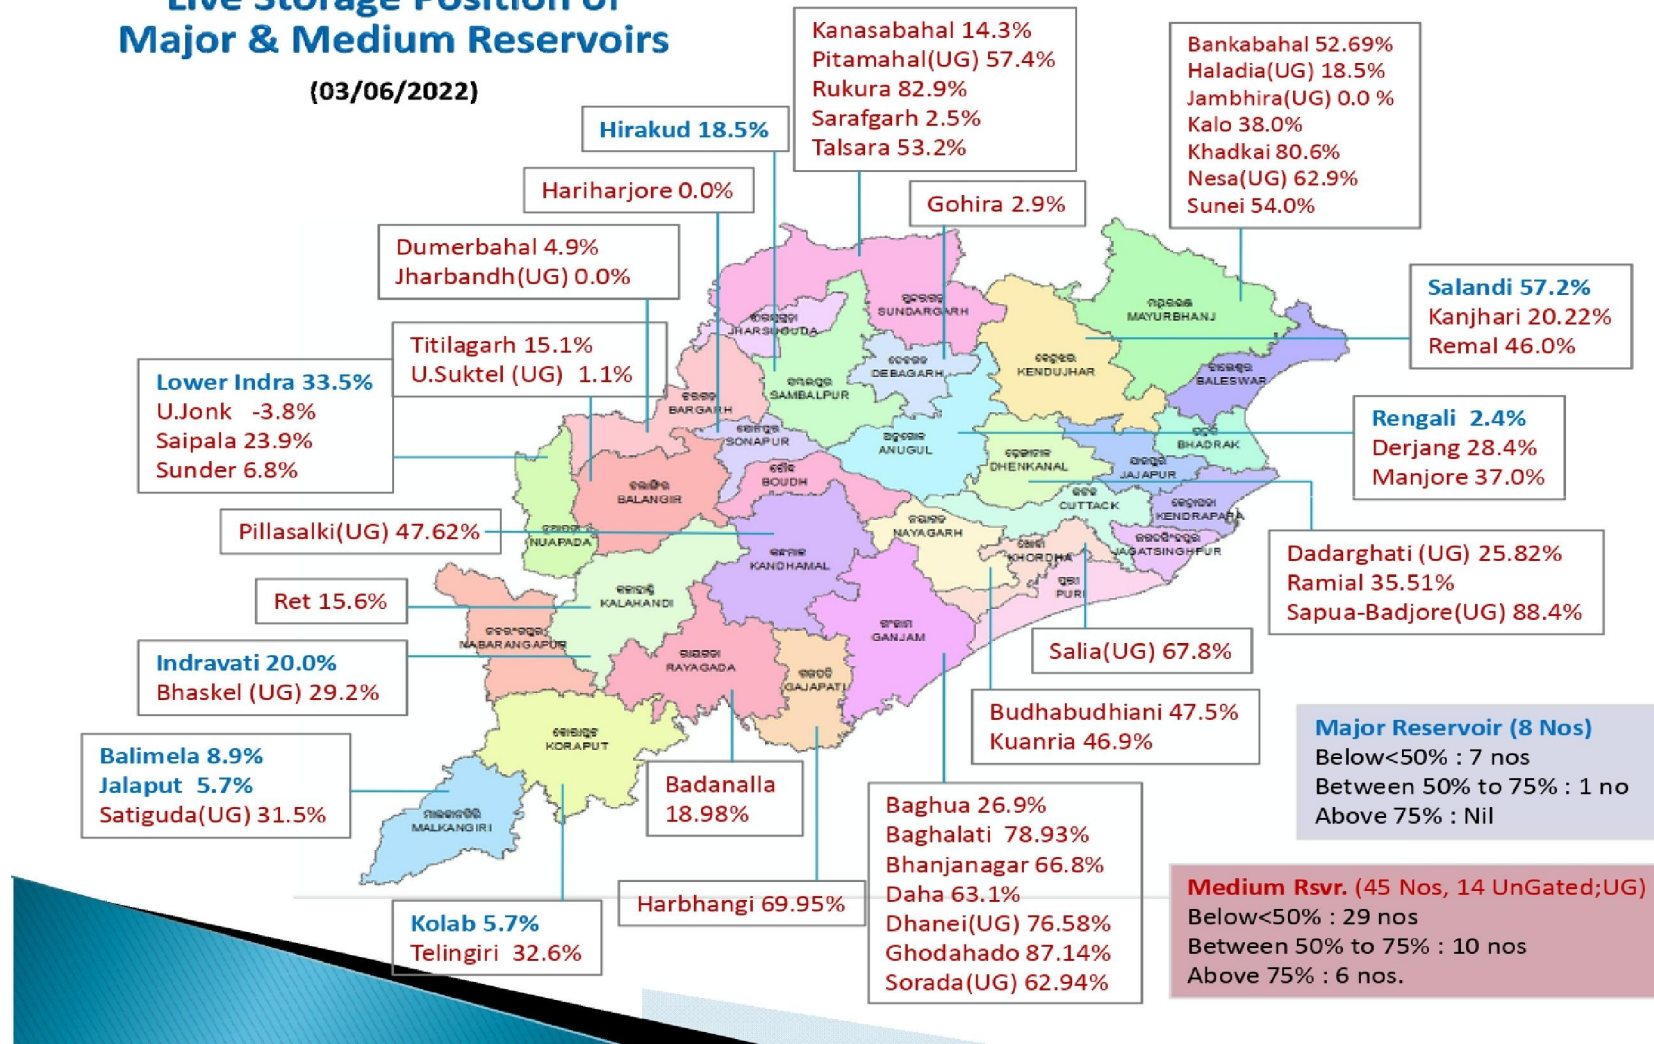 Live Storage Position of
Major & Medium Reservoirs
(03/06/2022)
Kanasabahal 14.3%
Pitamahal(UG) 57.4%
Rukura 82.9%
Sarafgarh 2.5%
Talsara 53.2%
Bankabahal 52.69%
Haladia(UG) 18.5%
Jambhira(UG) 0.0 %
Kalo 38.0%
Khadkai 80.6%
Nesa(UG) 62.9%
Sunei 54.0%
Hirakud 18.5%
Hariharjore 0.0%
Gohira 2.9%
Dumerbahal 4.9%
Jharbandh(UG) 0.0%
Titilagarh 15.1%
U.Suktel (UG) 1.1%
Lower Indra 33.5%
U.Jonk -3.8%
Saipala 23.9%
Sunder 6.8%
Salandi 57.2%
Kanjhari 20.22%
Remal 46.0%
Rengali 2.4%
Derjang 28.4%
Manjore 37.0%
ସୁନ୍ଦରଗଡ଼
SUNDARGARH
JHARSUGUDA
MAYURBHANJ
DEBAGARH
KENDUJHAR
BALESWAR
SAMBALPUR
BARGARH
SONAPUR
ANUGUL
DHENKANAL
BHADRAK
JAJAPUR
BALANGIR
ବୌଦ୍ଧ
BOUDH
କଟକ
CUTTACK
KENDRAPARA
NUAPADA
NAYAGARH
KHORDHA
JAGATSINGHPUR
KANDHAMAL
ପୁରୀ
PURI
KALAHANDI
GANJAM
NABARANGAPUR
RAYAGADA
GAJAPATI
KORAPUT
MALKANGIRI
Pillasalki(UG) 47.62%
Ret 15.6%
Indravati 20.0%
Bhaskel (UG) 29.2%
Dadarghati (UG) 25.82%
Ramial 35.51%
Sapua-Badjore(UG) 88.4%
Salia(UG) 67.8%
Budhabudhiani 47.5%
Kuanria 46.9%
Balimela 8.9%
Jalaput 5.7%
Satiguda(UG) 31.5%
Badanalla
18.98%
Baghua 26.9%
Baghalati 78.93%
Bhanjanagar 66.8%
Daha 63.1%
Dhanei(UG) 76.58%
Ghodahado 87.14%
Sorada(UG) 62.94%
Harbhangi 69.95%
Kolab 5.7%
Telingiri 32.6%
Major Reservoir (8 Nos)
Below<50% : 7 nos
Between 50% to 75% : 1 no
Above 75% : Nil
Medium Rsvr. (45 Nos, 14 UnGated;UG)
Below<50% : 29 nos
Between 50% to 75% : 10 nos
Above 75% : 6 nos.